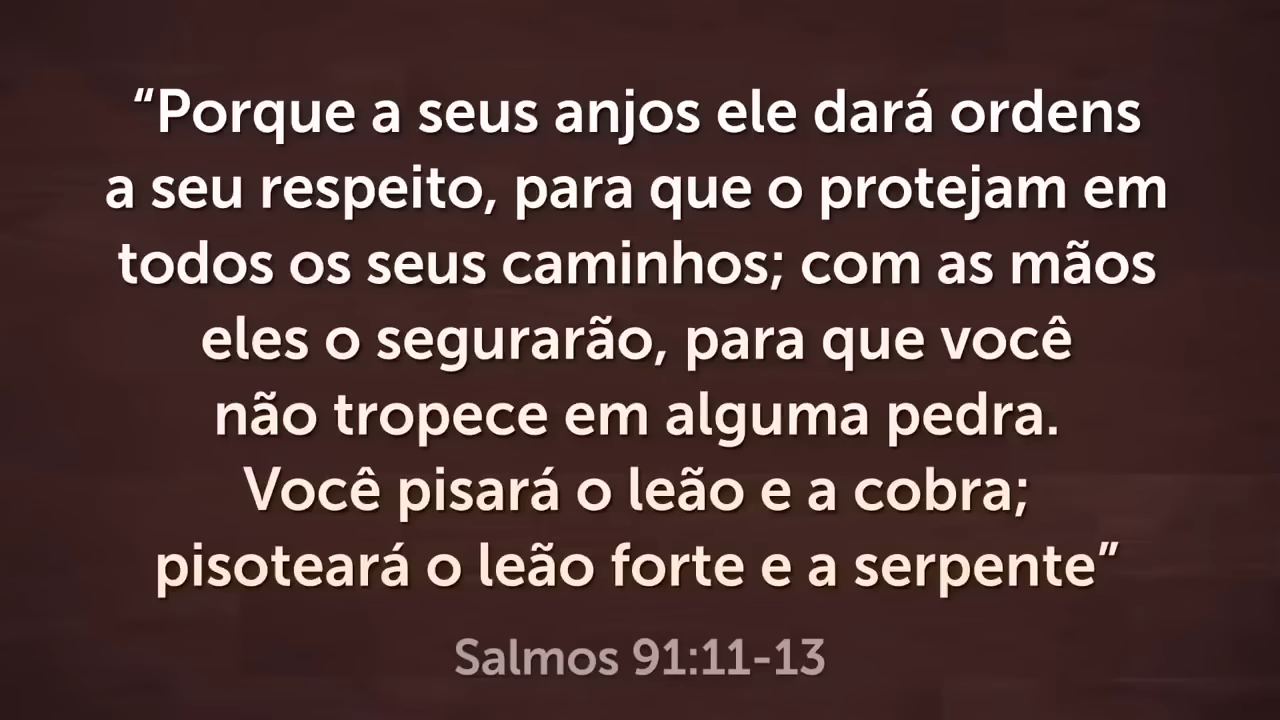 “Porque a seus anjos ele dará ordens
a seu respeito, para que o protejam em
todos os seus caminhos; com as mãos
eles o segurarão, para que você
não tropece em alguma pedra.
Você pisará o leão e a cobra;
pisoteará o leão forte e a serpente”
Salmos 91:11-13